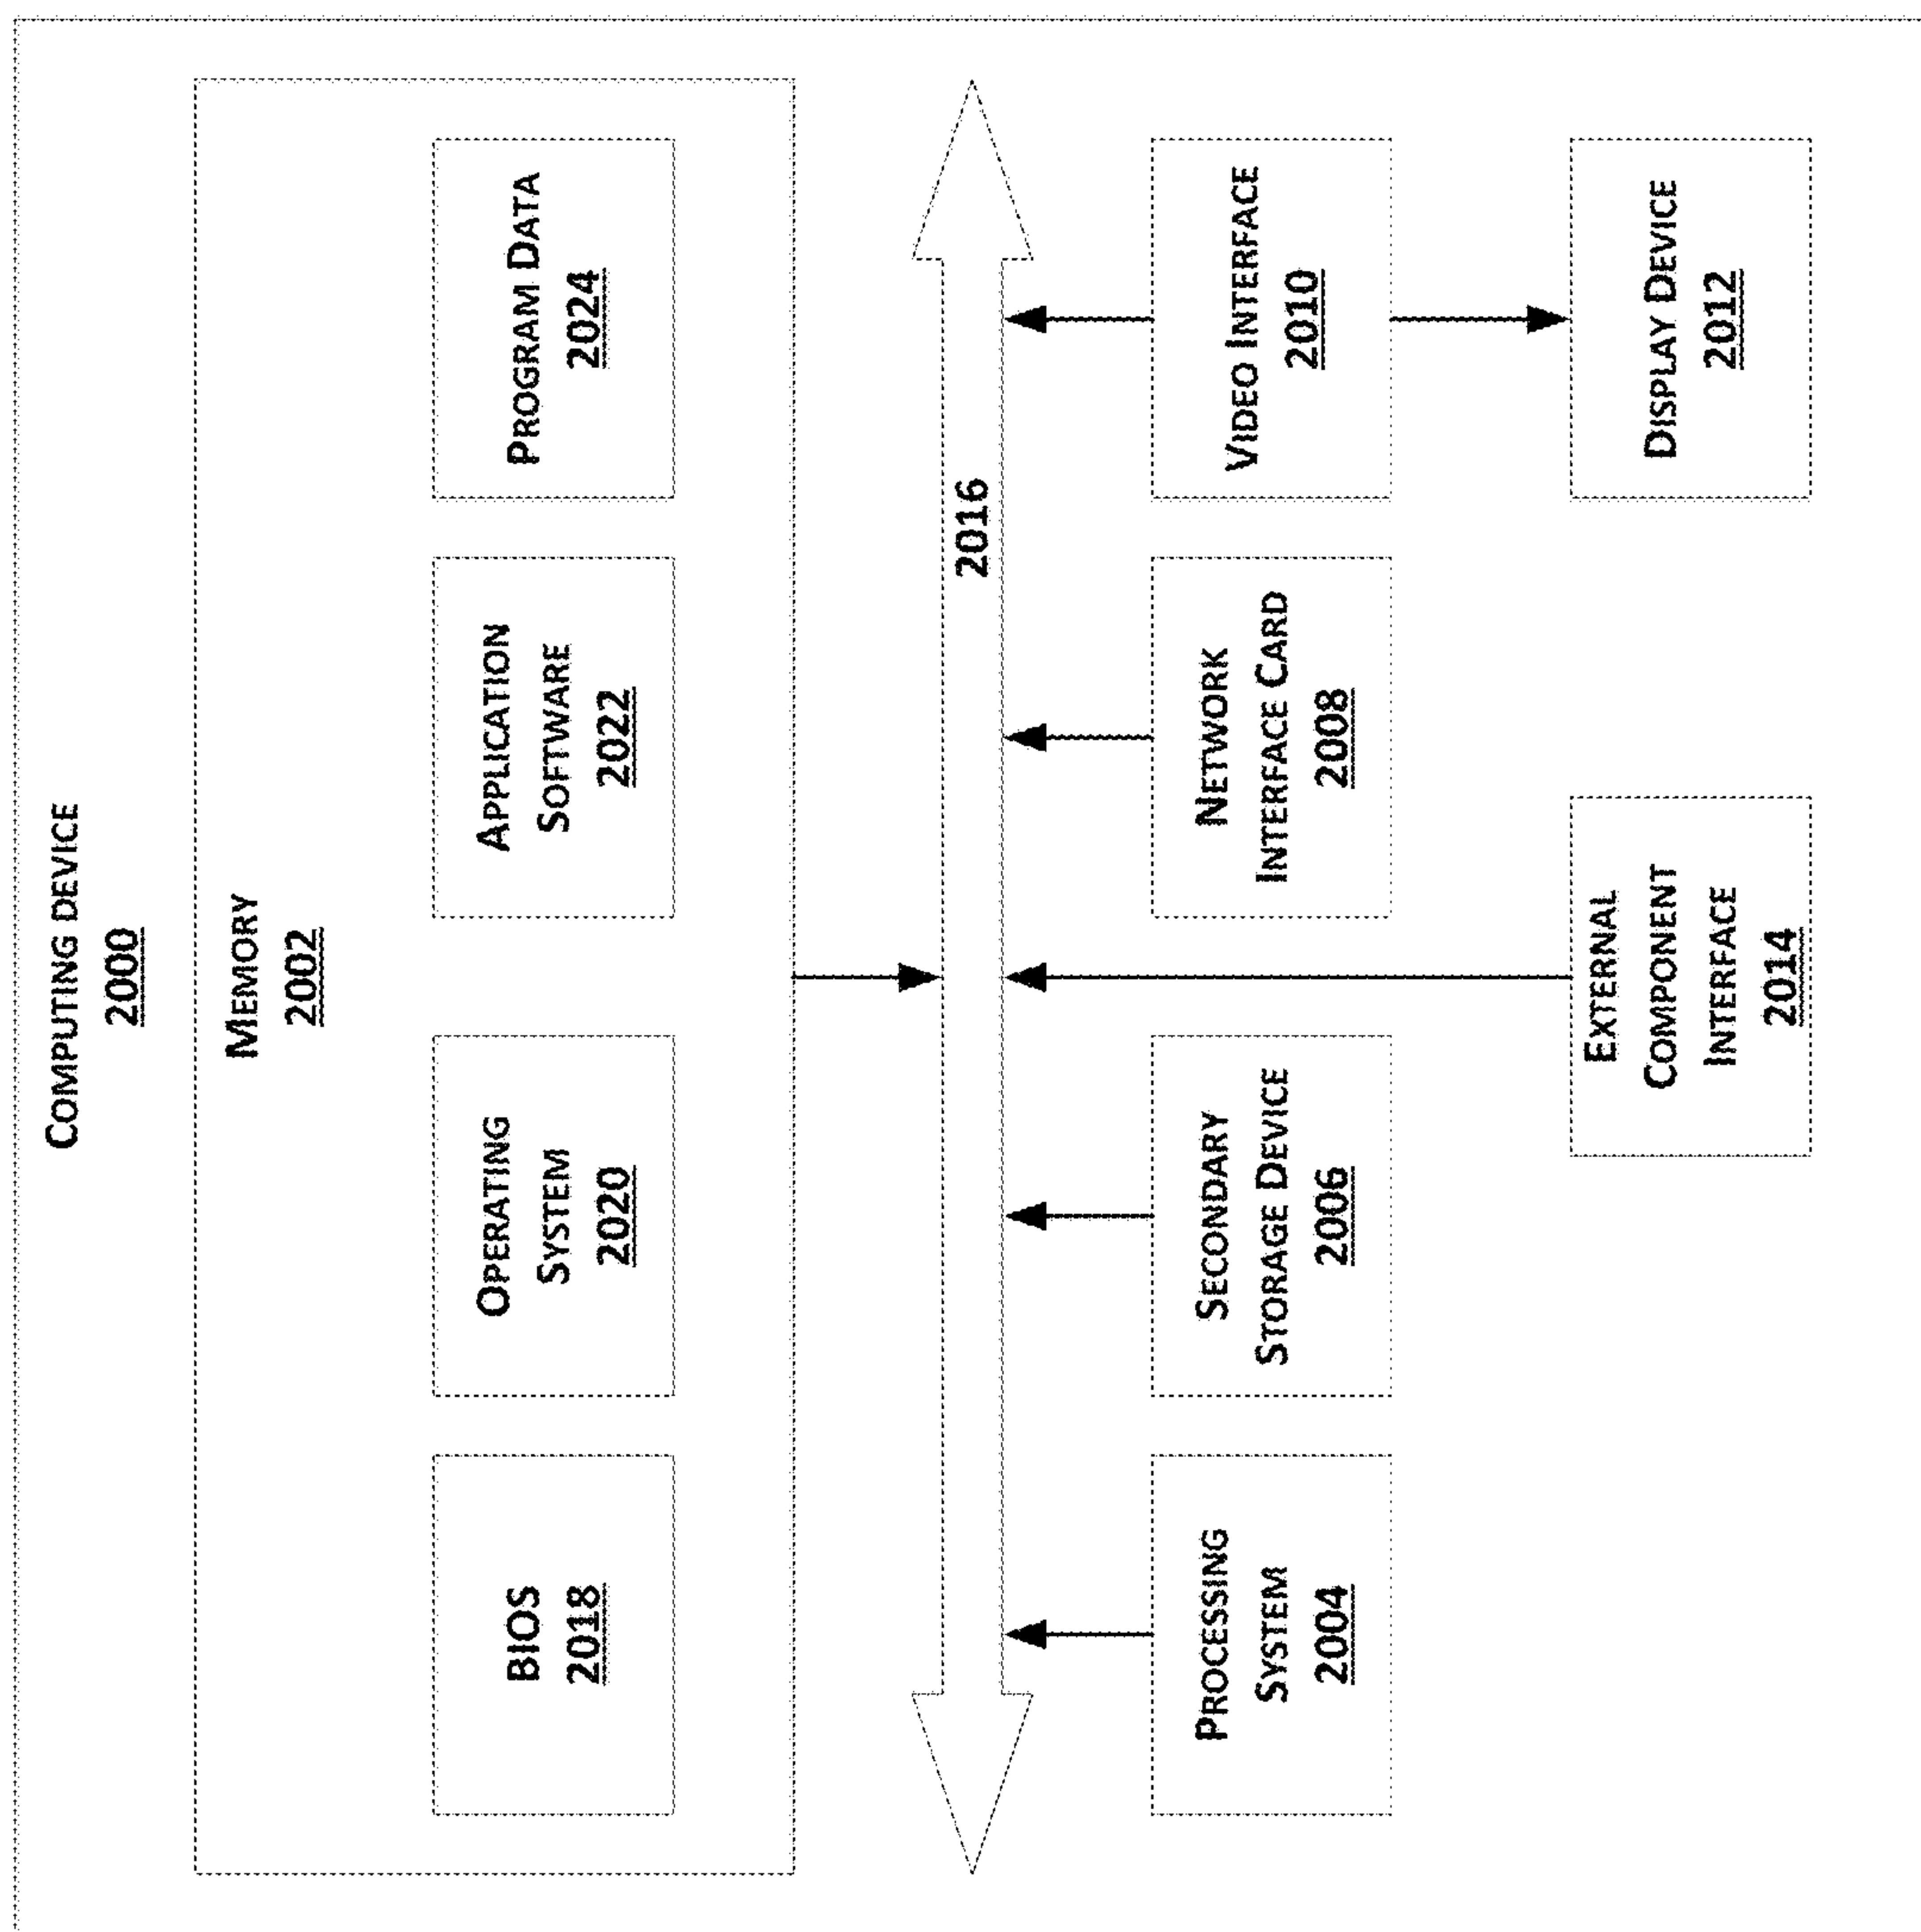 COMPUTING DEVICE
2000
MEMORY
2002
BIOS
2018
OPERATING
SYSTEM
2020
APPLICATION
SOFTWARE
2022
PROGRAM DATA
2024
2016
PROCESSING
SYSTEM
2004
SECONDARY
STORAGE DEVICE
2006
NETWORK
INTERFACE CARD
2008
VIDEO INTERFACE
2010
EXTERNAL
COMPONENT
INTERFACE
2014
DISPLAY DEVICE
2012